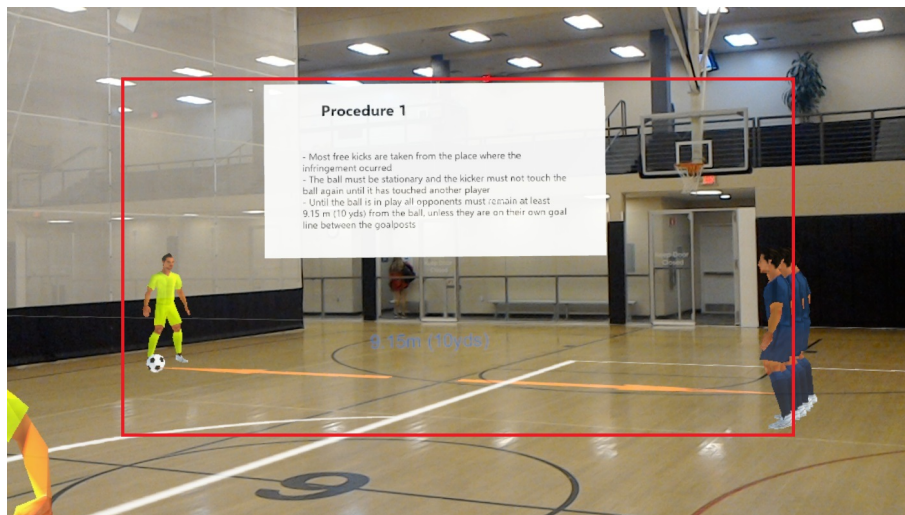 Procedure 1
- Most free kicks are taken from the place where the
infringement ocurred
- The ball must be stationary and the kicker must not touch the
ball again until it has touched another player
- Until the ball is in play all opponents must remain at least
9.15 m (10 yds) from the ball, unless they are on their own goal
line between the goalposts
9.15m (10yds)
9